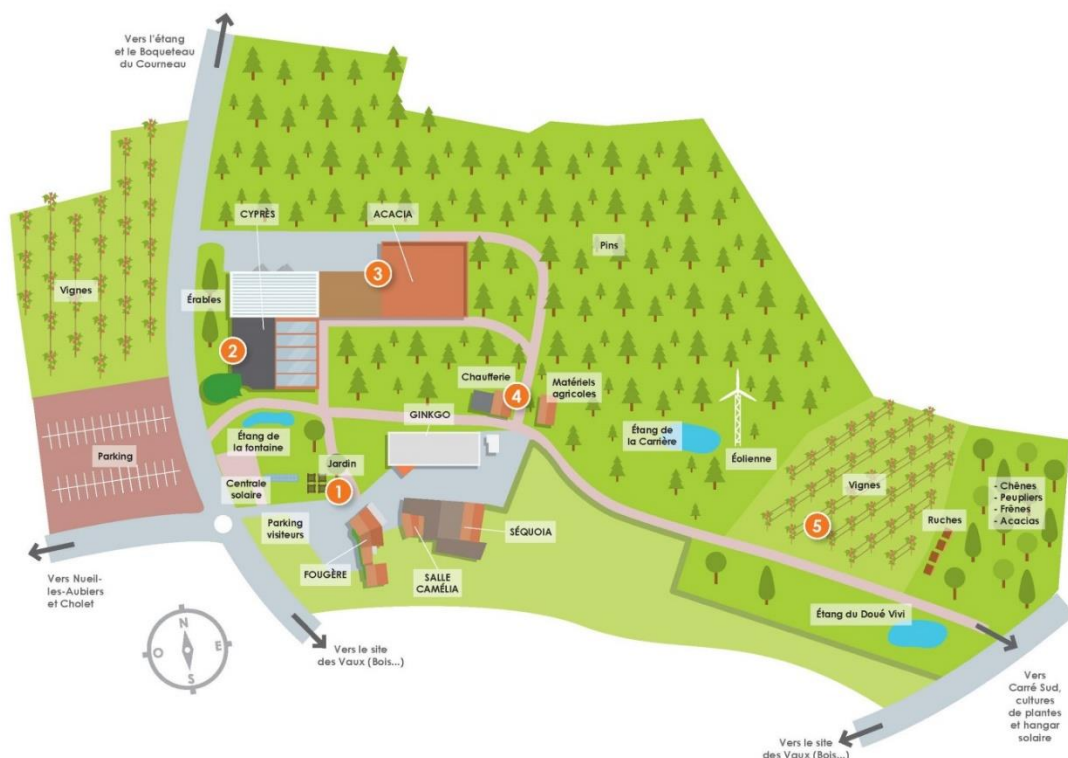 Vers l'étang
et le Boqueteau
du Courneau
CYPRÈS
ACACIA
3
Pins
Vignes
Érables
2
Chaufferie
4
Matériels
agricoles
GINKGO
Étang de
la fontaine
Étang de
la Carrière
Éolienne
Parking
Jardin
Centrale
solaire
1
Vignes
- Chênes
- Peupliers
- Frênes
- Acacias
Ruches
5
Parking
visiteurs
SÉQUOIA
FOUGÈRE
SALLE
CAMÉLIA
Vers Nueil-
les-Aubiers
et Cholet
Étang du Doué Vivi
N
E
S
O
Vers le site
des Vaux (Bois...)
Vers
Carré Sud,
cultures
de plantes
et hangar
solaire
Vers le site
des Vaux (Bois...)